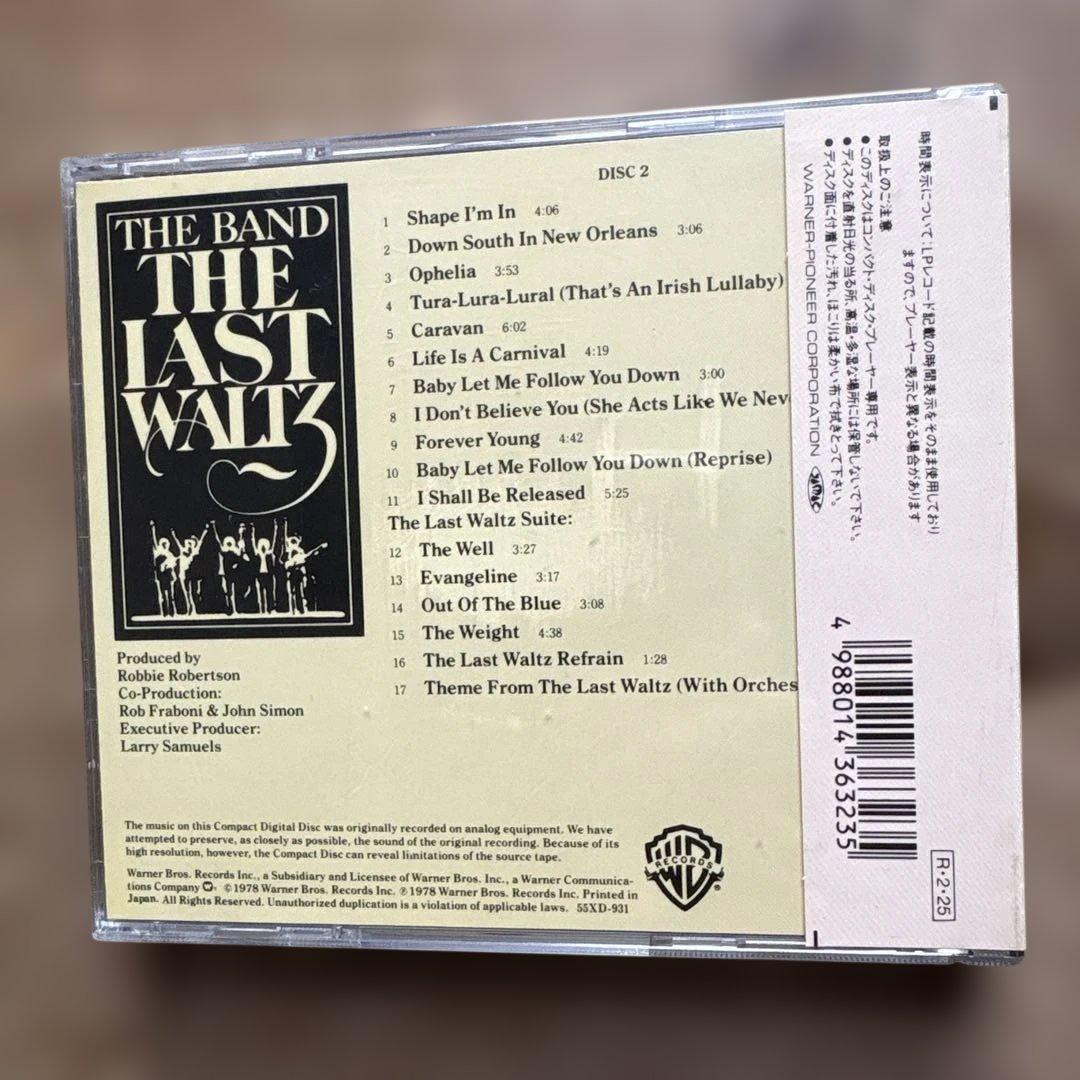 THE BAND
THE
LAST
WALTZ
DISC 2
1 Shape I'm In 4:06
2 Down South In New Orleans 3:06
3 Ophelia 3:53
4 Tura-Lura-Lural (That's An Irish Lullaby)
5 Caravan 6:02
6 Life Is A Carnival 4:19
7 Baby Let Me Follow You Down 3:00
8 I Don't Believe You (She Acts Like We Nev
9 Forever Young 4:42
10 Baby Let Me Follow You Down (Reprise)
11 I Shall Be Released 5:25
The Last Waltz Suite:
12 The Well 3:27
13 Evangeline 3:17
14 Out Of The Blue 3:08
15 The Weight 4:38
16 The Last Waltz Refrain 1:28
17 Theme From The Last Waltz (With Orches
Produced by
Robbie Robertson
Co-Production:
Rob Fraboni & John Simon
Executive Producer:
Larry Samuels
The music on this Compact Digital Disc was originally recorded on analog equipment. We have
attempted to preserve, as closely as possible, the sound of the original recording. Because of its
high resolution, however, the Compact Disc can reveal limitations of the source tape.
Warner Bros. Records Inc., a Subsidiary and Licensee of Warner Bros. Inc., a Warner Communica-
tions Company. ©1978 Warner Bros. Records Inc. ℗1978 Warner Bros. Records Inc. Printed in
Japan. All Rights Reserved. Unauthorized duplication is a violation of applicable laws. 55XD-931
WB
RECORDS
®
時間表示について:LPレコード記載の時間表示をそのまま使用しており
ますので、プレーヤー表示と異なる場合があります
取扱上のご注意
●このディスクはコンパクト・ディスク・プレーヤー専用です。
●ディスクを直射日光の当る所、高温・多湿な場所には保管しないで下さい。
●ディスク面に付着した汚れ、ほこりは柔かい布で拭きとって下さい。
WARNER-PIONEER CORPORATION
JASRAC
4 988014 363235
R・2・25